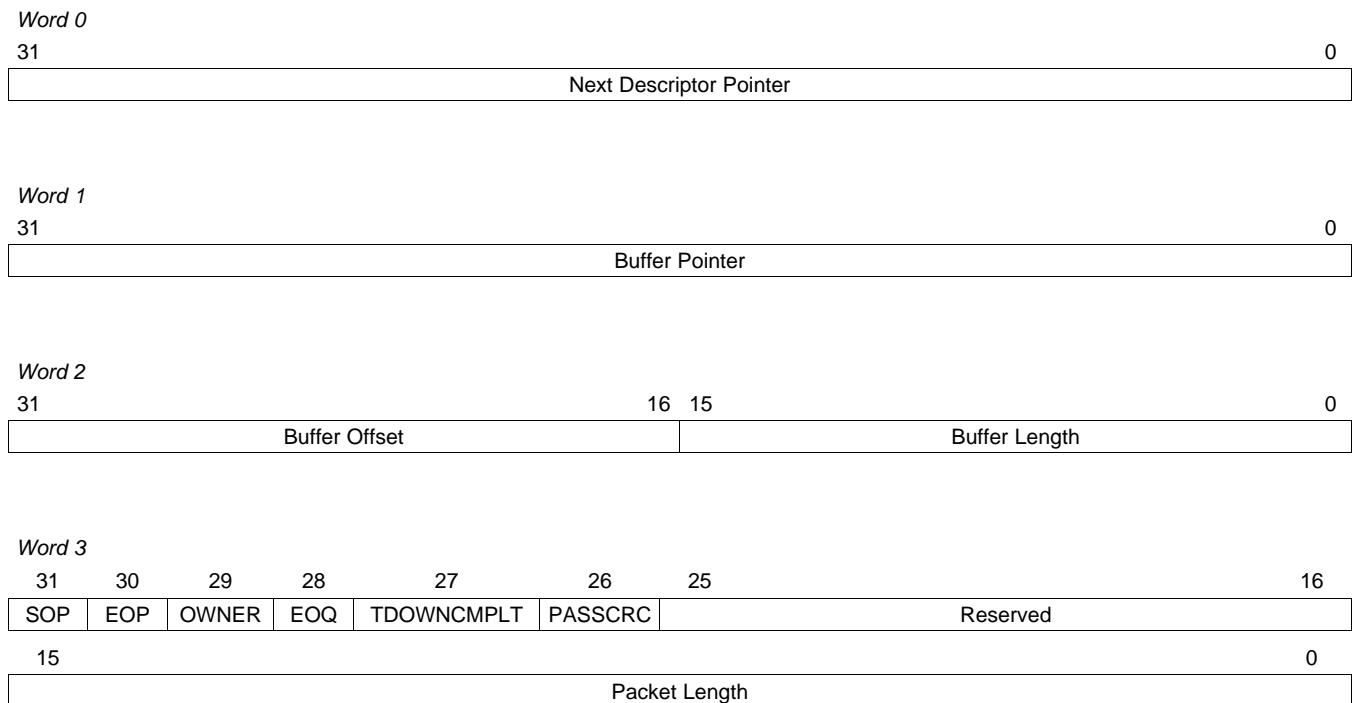 Word 0
31 0
Next Descriptor Pointer
Word 1
31 0
Buffer Pointer
Word 2
31 16 15 0
Buffer Offset Buffer Length
Word 3
31 30 29 28 27 26 25 16
SOP EOP OWNER EOQ TDOWNCMPLT PASSCRC Reserved
15 0
Packet Length